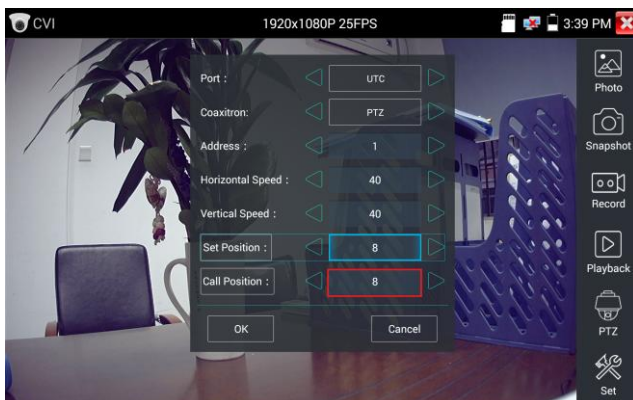 CVI 1920x1080P 25FPS 3:39 PM
Port : UTC
Coaxitron: PTZ
Address : 1
Horizontal Speed : 40
Vertical Speed : 40
Set Position : 8
Call Position : 8
OK Cancel
Photo
Snapshot
Record
Playback
PTZ
Set